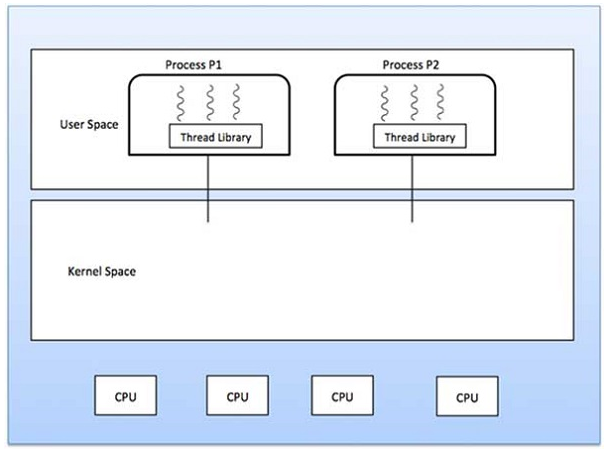 Process P1
Process P2
User Space
Thread Library
Thread Library
Kernel Space
CPU
CPU
CPU
CPU